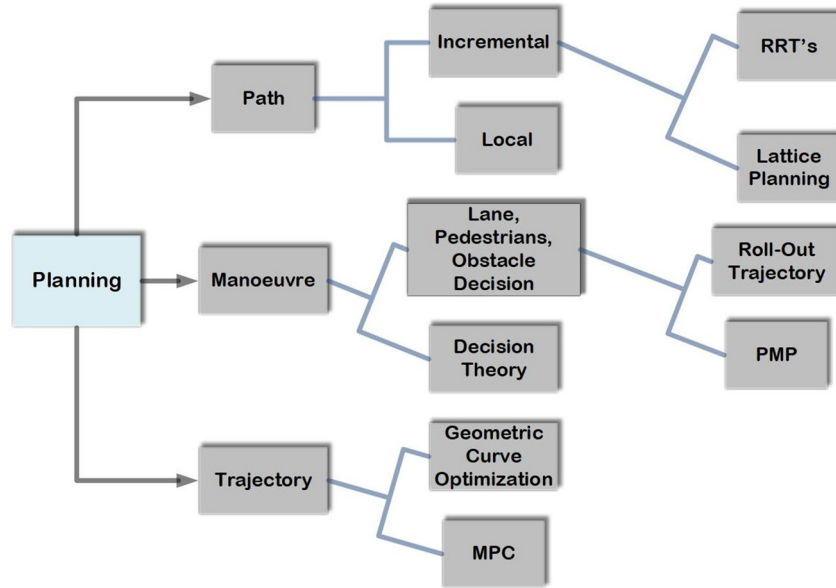 Planning
Path
Incremental
Local
RRT's
Lattice
Planning
Manoeuvre
Lane,
Pedestrians,
Obstacle
Decision
Decision
Theory
Roll-Out
Trajectory
PMP
Trajectory
Geometric
Curve
Optimization
MPC